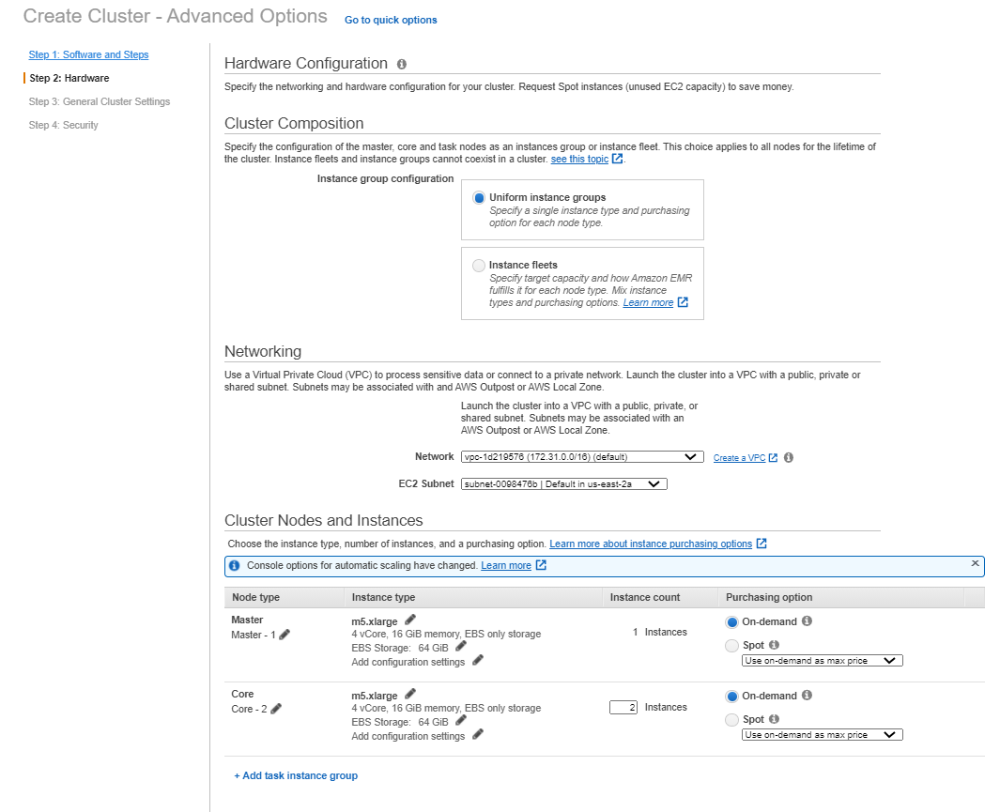 Create Cluster - Advanced Options Go to quick options
Step 1: Software and Steps
Step 2: Hardware
Step 3: General Cluster Settings
Step 4: Security
Hardware Configuration
Specify the networking and hardware configuration for your cluster. Request Spot instances (unused EC2 capacity) to save money.
Cluster Composition
Specify the configuration of the master, core and task nodes as an instances group or instance fleet. This choice applies to all nodes for the lifetime of
the cluster. Instance fleets and instance groups cannot coexist in a cluster. see this topic.
Instance group configuration
Uniform instance groups
Specify a single instance type and purchasing
option for each node type.
Instance fleets
Specify target capacity and how Amazon EMR
fulfills it for each node type. Mix instance
types and purchasing options. Learn more
Networking
Use a Virtual Private Cloud (VPC) to process sensitive data or connect to a private network. Launch the cluster into a VPC with a public, private or
shared subnet. Subnets may be associated with and AWS Outpost or AWS Local Zone.
Launch the cluster into a VPC with a public, private, or
shared subnet. Subnets may be associated with an
AWS Outpost or AWS Local Zone.
Network vpc-1d219576 (172.31.0.0/16) (default) Create a VPC
EC2 Subnet subnet-0098476b | Default in us-east-2a
Cluster Nodes and Instances
Choose the instance type, number of instances, and a purchasing option. Learn more about instance purchasing options
Console options for automatic scaling have changed. Learn more
Node type Instance type Instance count Purchasing option
Master
Master - 1
m5.xlarge
4 vCore, 16 GiB memory, EBS only storage
EBS Storage: 64 GiB
Add configuration settings
1 Instances
On-demand
Spot
Use on-demand as max price
Core
Core - 2
m5.xlarge
4 vCore, 16 GiB memory, EBS only storage
EBS Storage: 64 GiB
Add configuration settings
2 Instances
On-demand
Spot
Use on-demand as max price
+ Add task instance group